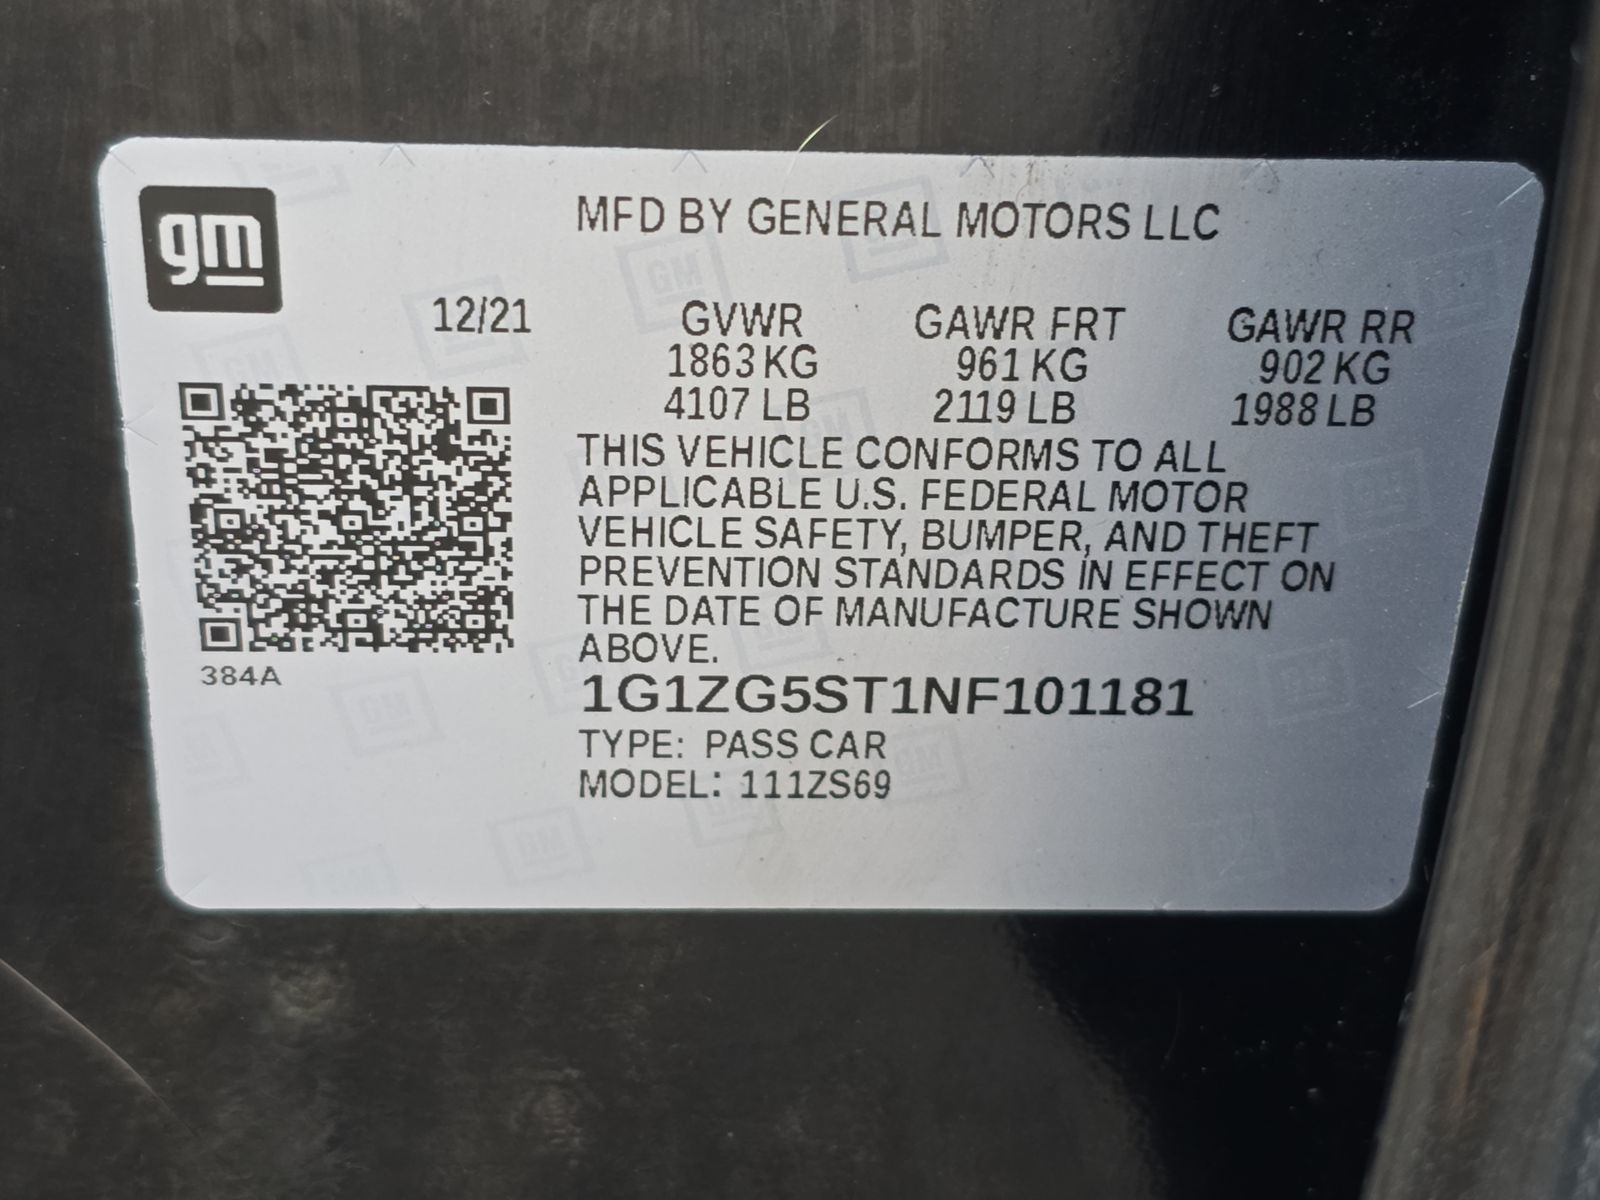 gm
MFD BY GENERAL MOTORS LLC
12/21 GVWR GAWR FRT GAWR RR
1863 KG 961 KG 902 KG
4107 LB 2119 LB 1988 LB
THIS VEHICLE CONFORMS TO ALL
APPLICABLE U.S. FEDERAL MOTOR
VEHICLE SAFETY, BUMPER, AND THEFT
PREVENTION STANDARDS IN EFFECT ON
THE DATE OF MANUFACTURE SHOWN
ABOVE.
384A
1G1ZG5ST1NF101181
TYPE: PASS CAR
MODEL: 111ZS69